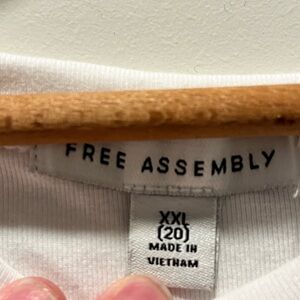 FREE ASSEMBLY
XXL
(20)
MADE IN
VIETNAM